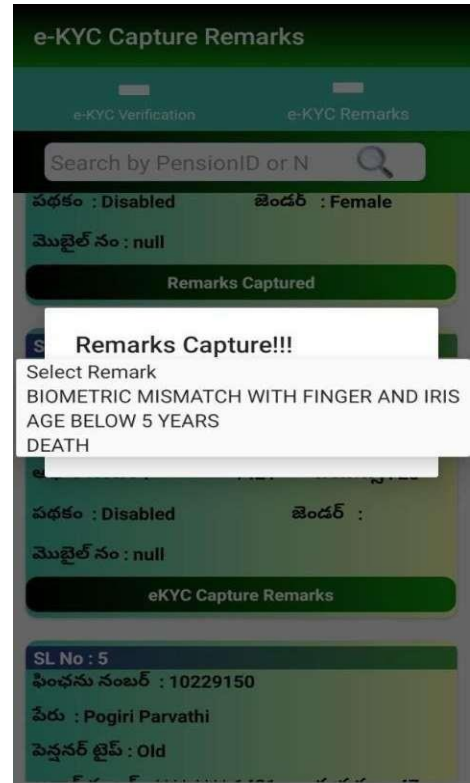 e-KYC Capture Remarks
e-KYC Verification e-KYC Remarks
Search by PensionID or N
పథకం : Disabled జెండర్ : Female
మొబైల్ నం : null
Remarks Captured
S
Remarks Capture!!!
Select Remark
BIOMETRIC MISMATCH WITH FINGER AND IRIS
AGE BELOW 5 YEARS
DEATH
పథకం : Disabled జెండర్ :
మొబైల్ నం : null
eKYC Capture Remarks
SL No : 5
ఫింఛను నంబర్ : 10229150
పేరు : Pogiri Parvathi
పెన్షనర్ టైప్ : Old